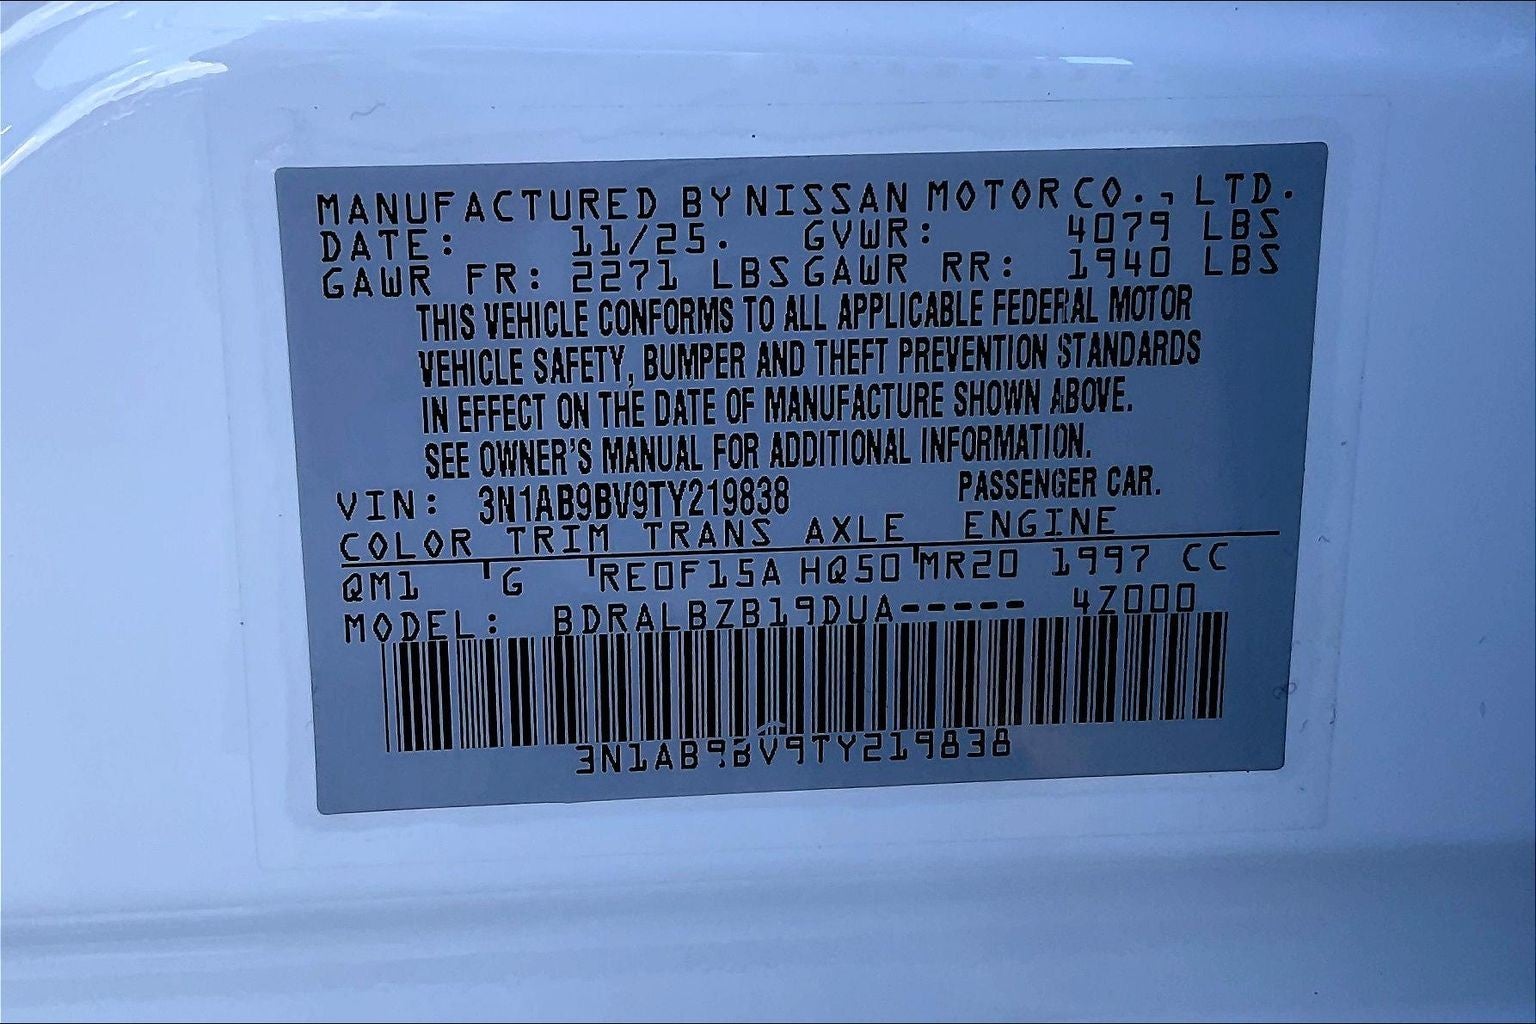 MANUFACTURED BY NISSAN MOTOR CO., LTD.
DATE: 11/25. GVWR: 4079 LBS
GAWR FR: 2271 LBS GAWR RR: 1940 LBS
THIS VEHICLE CONFORMS TO ALL APPLICABLE FEDERAL MOTOR
VEHICLE SAFETY, BUMPER AND THEFT PREVENTION STANDARDS
IN EFFECT ON THE DATE OF MANUFACTURE SHOWN ABOVE.
SEE OWNER'S MANUAL FOR ADDITIONAL INFORMATION.
VIN: 3N1AB9BV9TY219838 PASSENGER CAR.
COLOR TRIM TRANS AXLE ENGINE
QM1 G RE0F15A HQ50 MR20 1997 CC
MODEL: BDRALBZB19DUA----- 4Z000
3N1AB9BV9TY219838